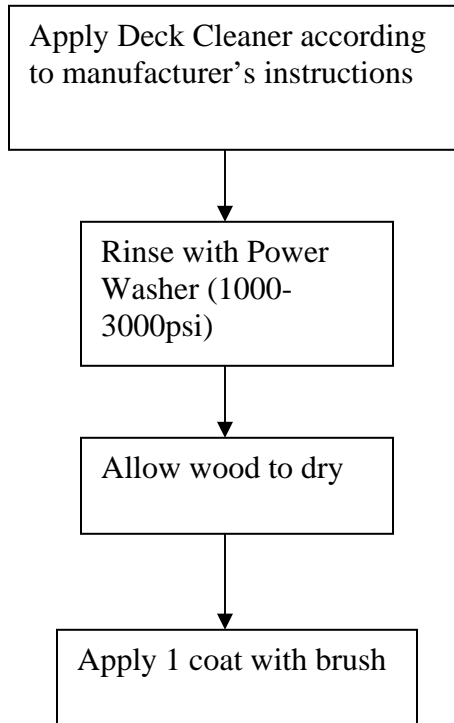 Apply Deck Cleaner according
to manufacturer’s instructions
Rinse with Power
Washer (1000-
3000psi)
Allow wood to dry
Apply 1 coat with brush